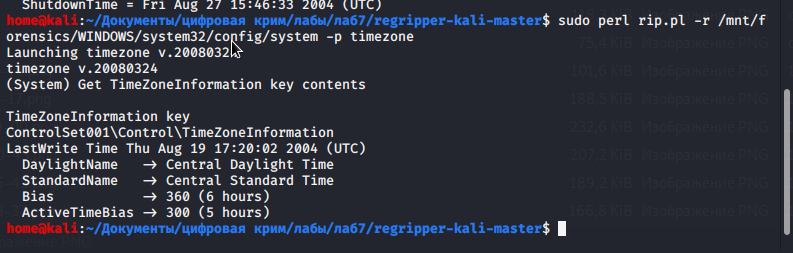 ShutdownTime = Fri Aug 27 15:46:33 2004 (UTC)
home@kali:~/Документы/цифровая крим/лабы/лаб7/regripper-kali-master$ sudo perl rip.pl -r /mnt/f
orensics/WINDOWS/system32/config/system -p timezone
Launching timezone v.2008032
timezone v.20080324
(System) Get TimeZoneInformation key contents
TimeZoneInformation key
ControlSet001\Control\TimeZoneInformation
LastWrite Time Thu Aug 19 17:20:02 2004 (UTC)
DaylightName -> Central Daylight Time
StandardName -> Central Standard Time
Bias -> 360 (6 hours)
ActiveTimeBias -> 300 (5 hours)
home@kali:~/Документы/цифровая крим/лабы/лаб7/regripper-kali-master$